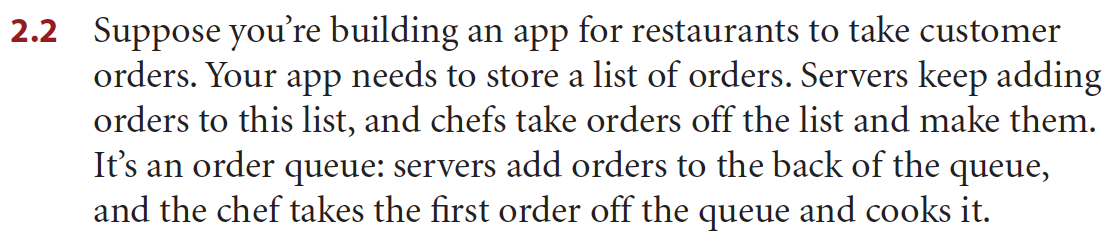 2.2 Suppose you’re building an app for restaurants to take customer
orders. Your app needs to store a list of orders. Servers keep adding
orders to this list, and chefs take orders off the list and make them.
It’s an order queue: servers add orders to the back of the queue,
and the chef takes the first order off the queue and cooks it.